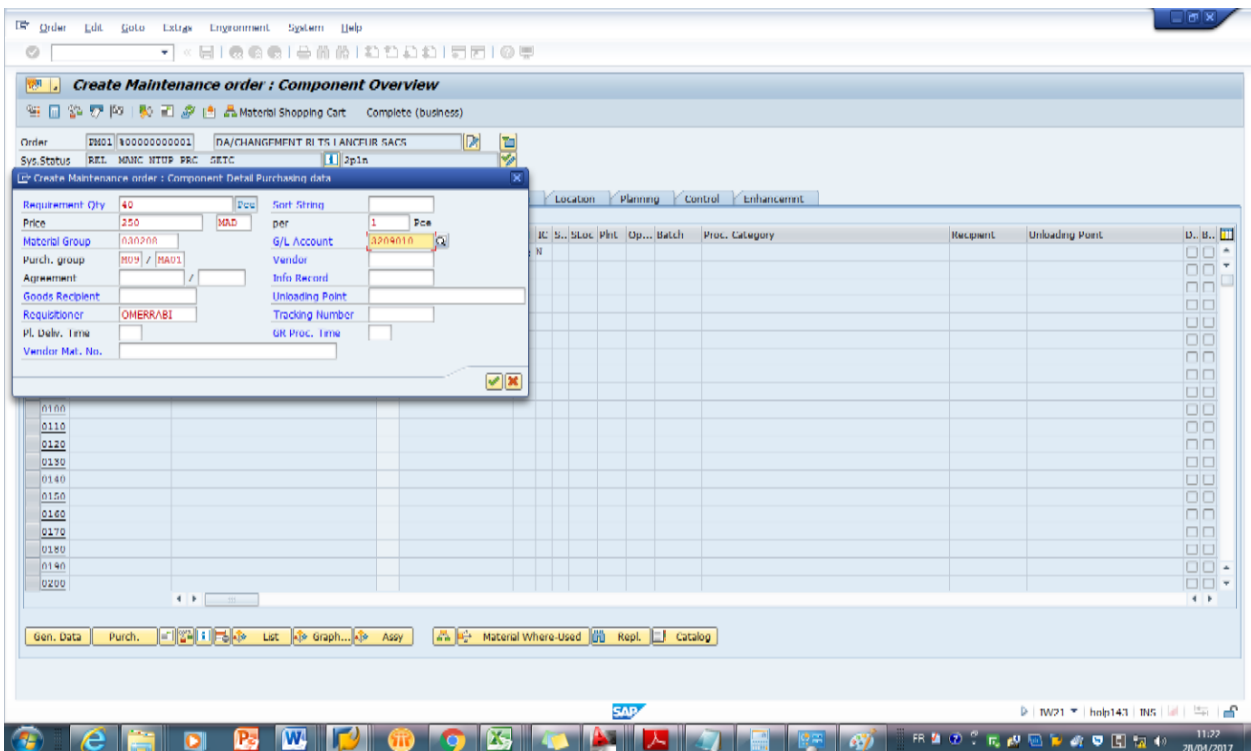 Order Edit Goto Extras Environment System Help
Create Maintenance order : Component Overview
Material Shopping Cart Complete (business)
Order PM01 %00000000001 DA/CHANGEMENT RLTS LANCEUR SACS
Sys.Status REL MANC NTUP PRC SETC
Create Maintenance order : Component Detail Purchasing data
Location Planning Control Enhancemnt
Requirement Qty 40 Pce Sort String
Price 250 MAD per 1 Pce
Material Group 030208 G/L Account 3209010
Purch. group M09 / MA01 Vendor
Agreement / Info Record
Goods Recipient Unloading Point
Requisitioner OMERRABI Tracking Number
Pl. Deliv. Time GR Proc. Time
Vendor Mat. No.
IC S.. SLoc Plnt Op... Batch Proc. Category Recipient Unloading Point D.. B..
N
0100
0110
0120
0130
0140
0150
0160
0170
0180
0190
0200
Gen. Data Purch. List Graph... Assy Material Where-Used Repl. Catalog
SAP
IW21 INS
FR 11:22
28/04/2017